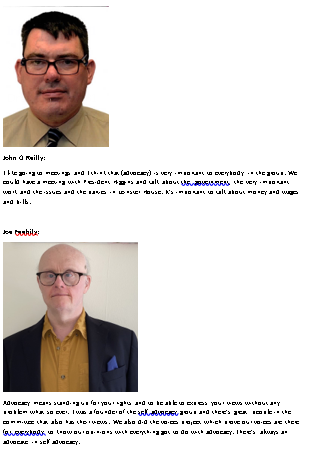 John O Reilly:
I like going to meetings and I think that (advocacy) is very important to everybody in the group. We
could have a meeting with President Higgins and talk about the government, the very important
work and the issues and the in Leinster House. It's important to talk about money and wages
and bills.
Joe
Advocacy means standing up for your rights and to be able to express your views without any
problem what so ever. I was a founder of the self advocacy group and there's great people in the
committee that also has their views. We also did the voices project which our voices are there
for everybody to know our opinions with everything got to do with advocacy. There's always an
advocate in self advocacy.